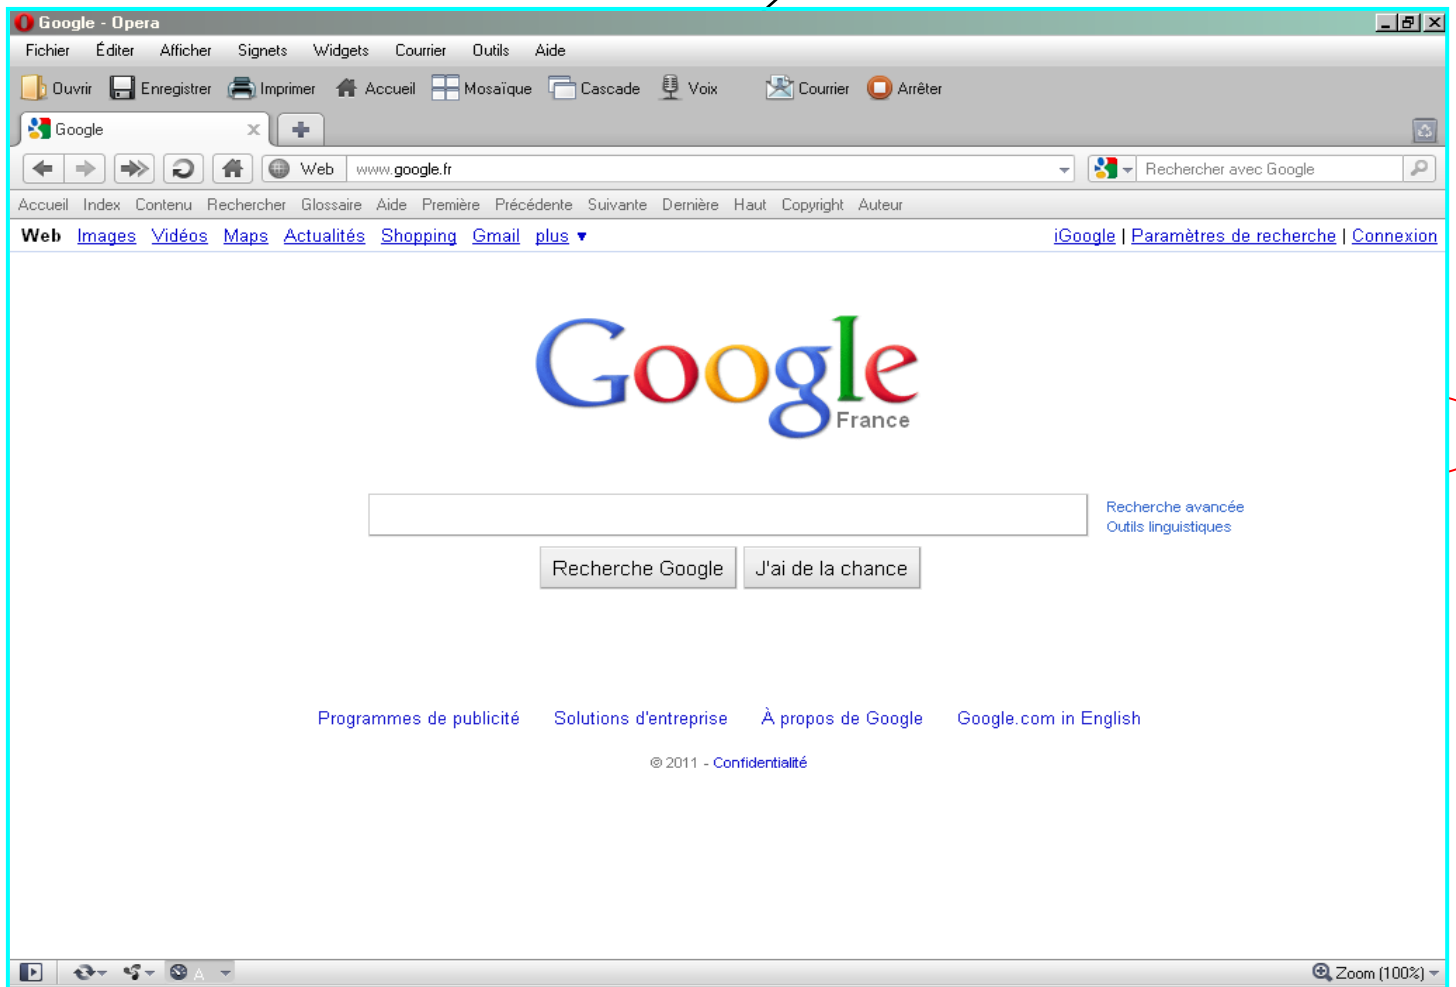 Google - Opera
Fichier Éditer Afficher Signets Widgets Courrier Outils Aide
Ouvrir Enregistrer Imprimer Accueil Mosaïque Cascade Voix Courrier Arrêter
Google
Web www.google.fr Rechercher avec Google
Accueil Index Contenu Rechercher Glossaire Aide Première Précédente Suivante Dernière Haut Copyright Auteur
Web Images Vidéos Maps Actualités Shopping Gmail plus ▼ iGoogle | Paramètres de recherche | Connexion
Google
France
Recherche avancée
Outils linguistiques
Recherche Google J'ai de la chance
Programmes de publicité Solutions d'entreprise À propos de Google Google.com in English
© 2011 - Confidentialité
A Zoom (100%)